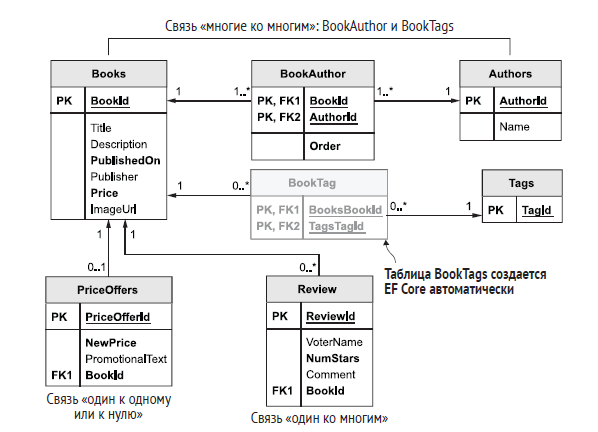 Связь «многие ко многим»: BookAuthor и BookTags
Books
PK BookId
Title
Description
PublishedOn
Publisher
Price
ImageUrl
1
1..*
BookAuthor
PK, FK1 BookId
PK, FK2 AuthorId
Order
1..*
1
Authors
PK AuthorId
Name
1
0..*
BookTag
PK, FK1 BooksBookId
PK, FK2 TagsTagId
0..*
1
Tags
PK TagId
Таблица BookTags создается
EF Core автоматически
1
1
0..1
0..*
PriceOffers
PK PriceOfferId
NewPrice
PromotionalText
FK1 BookId
Связь «один к одному
или к нулю»
Review
PK ReviewId
VoterName
NumStars
Comment
FK1 BookId
Связь «один ко многим»